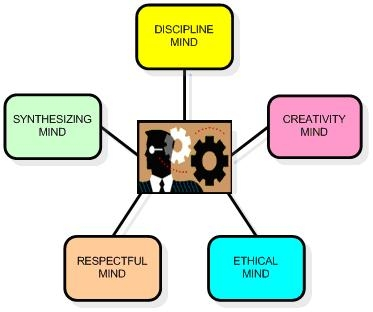 DISCIPLINE
MIND
SYNTHESIZING
MIND
CREATIVITY
MIND
RESPECTFUL
MIND
ETHICAL
MIND